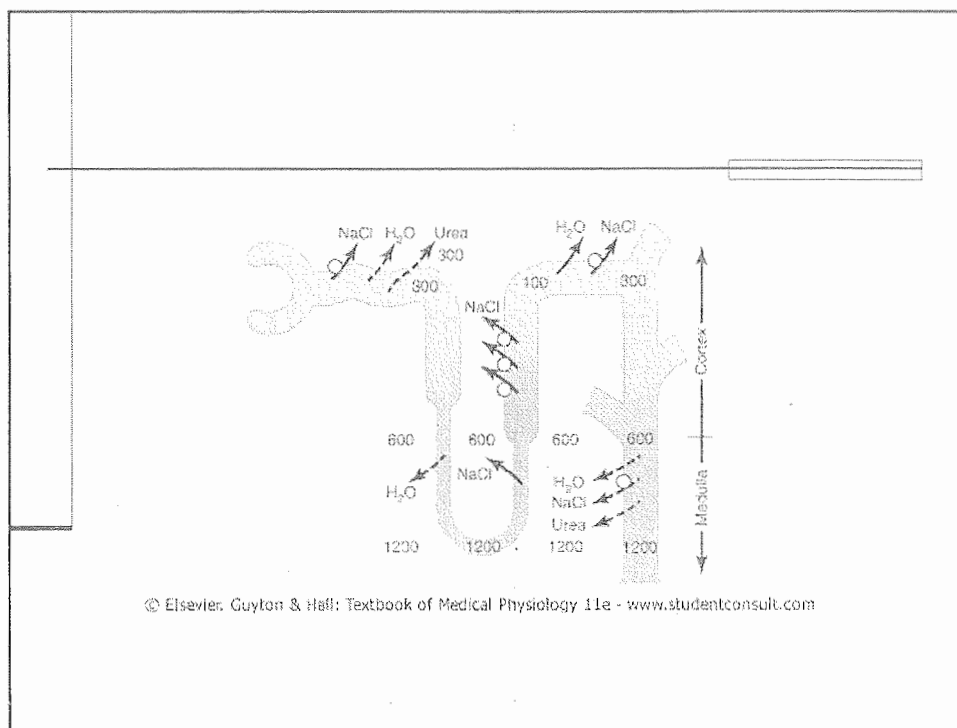 NaCl H₂O Urea
300
300
H₂O NaCl
100
300
NaCl
Cortex
600 600 600 600
H₂O
NaCl
H₂O
NaCl
Urea
Medulla
1200 1200 1200 1200
© Elsevier. Guyton & Hall: Textbook of Medical Physiology 11e - www.studentconsult.com